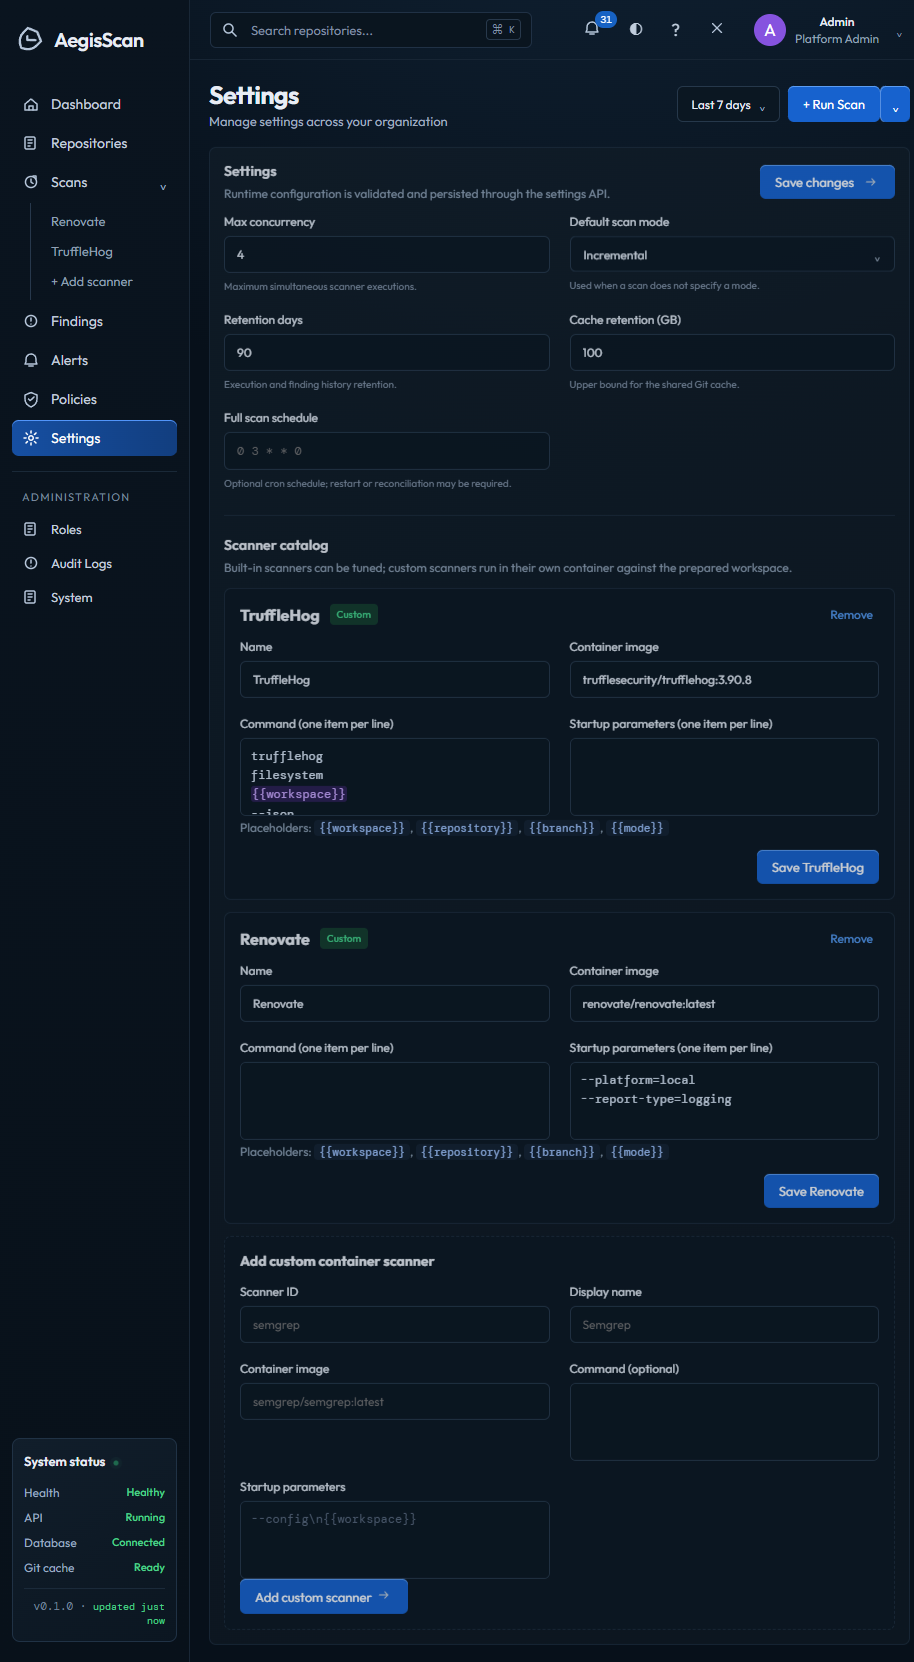 AegisScan
Search repositories...
⌘ K
31
?
A
Admin
Platform Admin
Dashboard
Repositories
Scans
Renovate
TruffleHog
+ Add scanner
Findings
Alerts
Policies
Settings
ADMINISTRATION
Roles
Audit Logs
System
System status
Health Healthy
API Running
Database Connected
Git cache Ready
v0.1.0 · updated just
now
Settings
Manage settings across your organization
Last 7 days
+ Run Scan
Settings
Runtime configuration is validated and persisted through the settings API.
Save changes →
Max concurrency
4
Maximum simultaneous scanner executions.
Default scan mode
Incremental
Used when a scan does not specify a mode.
Retention days
90
Execution and finding history retention.
Cache retention (GB)
100
Upper bound for the shared Git cache.
Full scan schedule
0 3 * * 0
Optional cron schedule; restart or reconciliation may be required.
Scanner catalog
Built-in scanners can be tuned; custom scanners run in their own container against the prepared workspace.
TruffleHog Custom
Remove
Name
TruffleHog
Container image
trufflesecurity/trufflehog:3.90.8
Command (one item per line)
trufflehog
filesystem
{{workspace}}
--json
Startup parameters (one item per line)
Placeholders: {{workspace}}, {{repository}}, {{branch}}, {{mode}}
Save TruffleHog
Renovate Custom
Remove
Name
Renovate
Container image
renovate/renovate:latest
Command (one item per line)
Startup parameters (one item per line)
--platform=local
--report-type=logging
Placeholders: {{workspace}}, {{repository}}, {{branch}}, {{mode}}
Save Renovate
Add custom container scanner
Scanner ID
semgrep
Display name
Semgrep
Container image
semgrep/semgrep:latest
Command (optional)
Startup parameters
--config\n{{workspace}}
Add custom scanner →